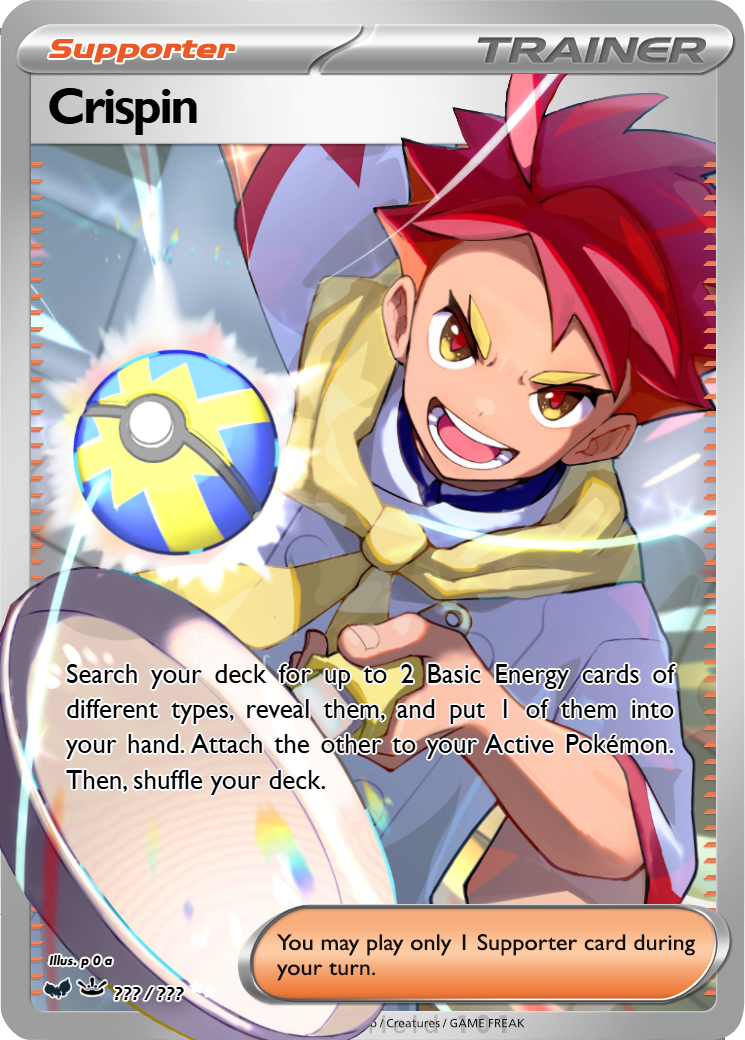 Supporter
TRAINER
Crispin
Search your deck for up to 2 Basic Energy cards of
different types, reveal them, and put 1 of them into
your hand. Attach the other to your Active Pokémon.
Then, shuffle your deck.
You may play only 1 Supporter card during
your turn.
Illus. p 0 a
??? / ???
/ Creatures / GAME FREAK